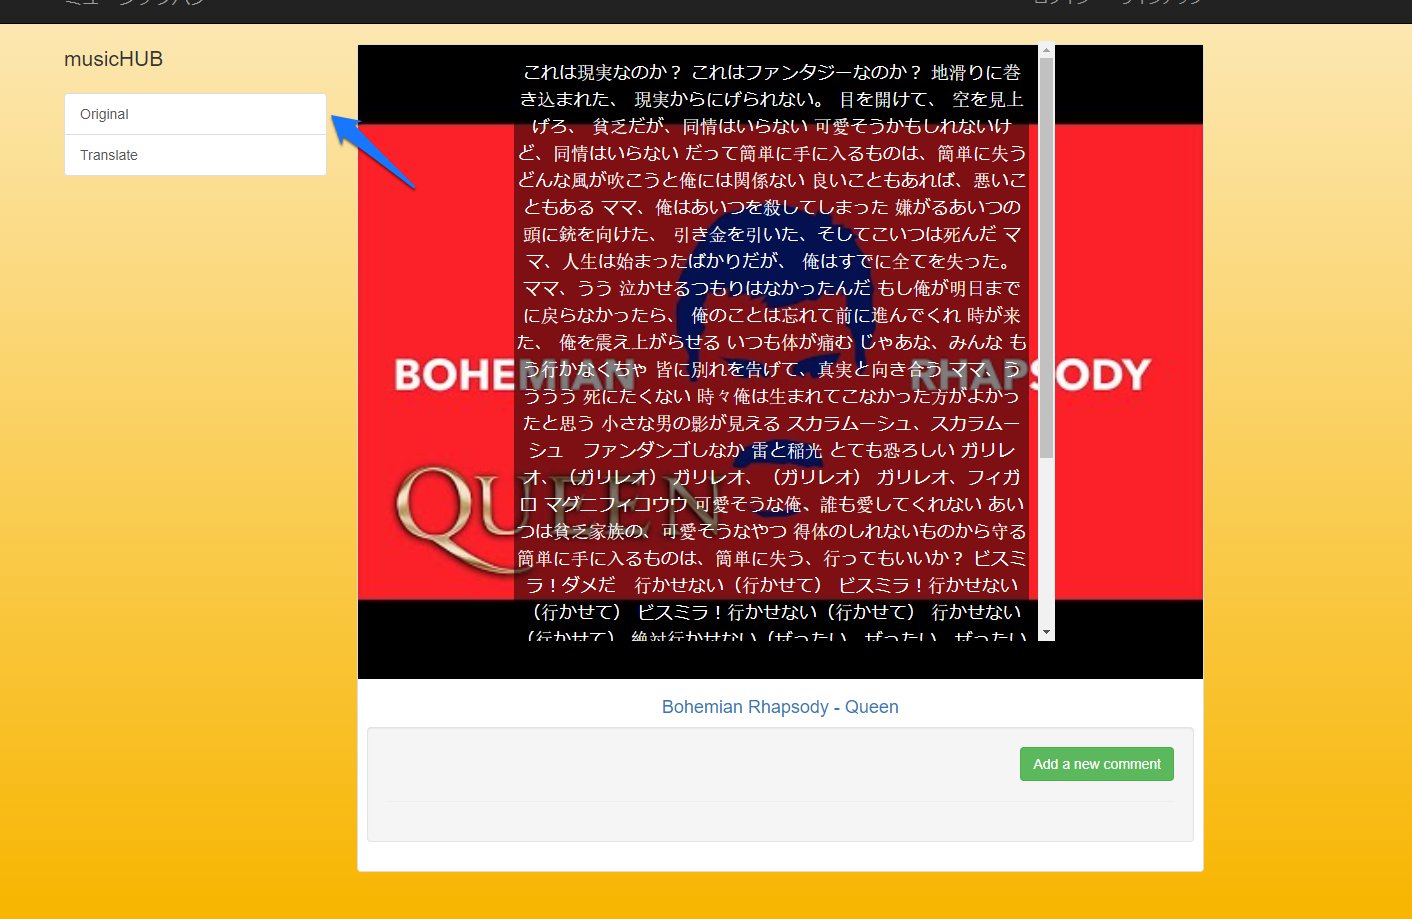 musicHUB
Original
Translate
これは現実なのか？ これはファンタジーなのか？ 地滑りに巻
き込まれた、 現実からにげられない。 目を開けて、 空を見上
げろ、 貧乏だが、同情はいらない 可愛そうかもしれないけ
ど、同情はいらない だって簡単に手に入るものは、簡単に失う
どんな風が吹こうと俺には関係ない 良いこともあれば、悪いこ
ともある ママ、俺はあいつを殺してしまった 嫌がるあいつの
頭に銃を向けた、 引き金を引いた、そしてこいつは死んだ マ
マ、人生は始まったばかりだが、 俺はすでに全てを失った。
ママ、うう 泣かせるつもりはなかったんだ もし俺が明日まで
に戻らなかったら、 俺のことは忘れて前に進んでくれ 時が来
た、 俺を震え上がらせる いつも体が痛む じゃあな、みんな も
う行かなくちゃ 皆に別れを告げて、真実と向き合う ママ、う
ううう 死にたくない 時々俺は生まれてこなかった方がよかっ
たと思う 小さな男の影が見える スカラムーシュ、スカラムー
シュ　ファンダンゴしなか 雷と稲光 とても恐ろしい ガリレ
オ、（ガリレオ） ガリレオ、（ガリレオ） ガリレオ、フィガ
ロ マグニフィコウウ 可愛そうな俺、誰も愛してくれない あい
つは貧乏家族の、可愛そうなやつ 得体のしれないものから守る
簡単に手に入るものは、簡単に失う、行ってもいいか？ ビスミ
ラ！ダメだ　行かせない（行かせて） ビスミラ！行かせない
（行かせて） ビスミラ！行かせない（行かせて） 行かせない
（行かせて） 絶対行かせない（ぜったい、ぜったい、ぜったい
BOHEMIAN RHAPSODY
QUEEN
Bohemian Rhapsody - Queen
Add a new comment